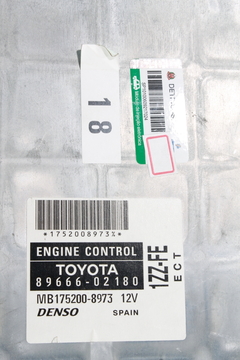 18
*1752008973*
ENGINE CONTROL
TOYOTA
89666-02180
MB175200-8973 12V
DENSO SPAIN
1ZZ-FE
ECT